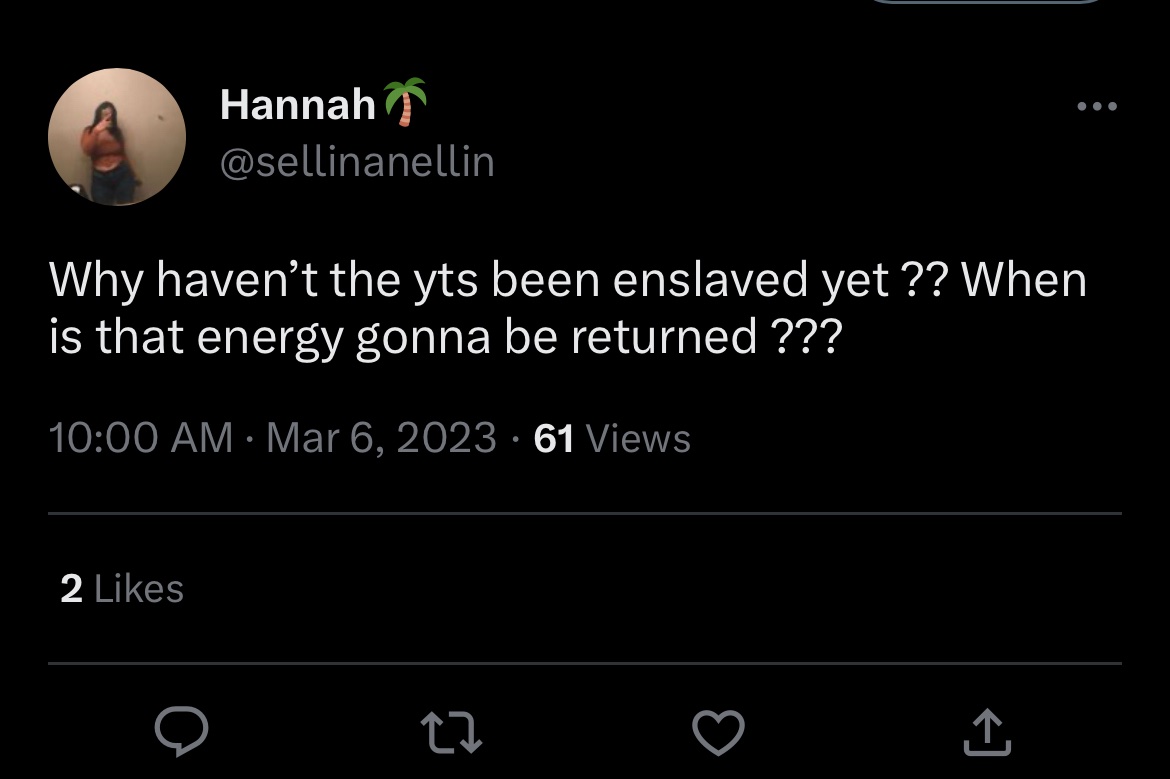 Hannah🌴
@sellinanellin
Why haven’t the yts been enslaved yet ?? When
is that energy gonna be returned ???
10:00 AM · Mar 6, 2023 · 61 Views
2 Likes